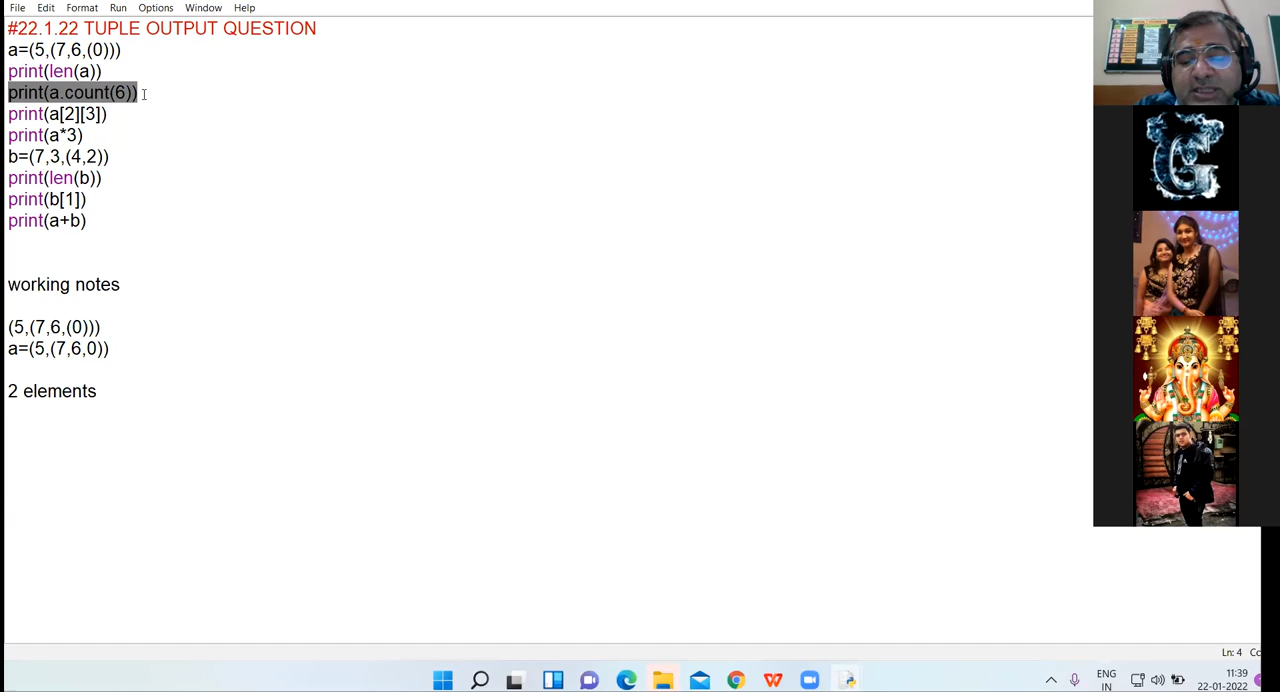 File Edit Format Run Options Window Help
#22.1.22 TUPLE OUTPUT QUESTION
a=(5,(7,6,(0)))
print(len(a))
print(a.count(6))
print(a[2][3])
print(a*3)
b=(7,3,(4,2))
print(len(b))
print(b[1])
print(a+b)
working notes
(5,(7,6,(0)))
a=(5,(7,6,0))
2 elements
Ln: 4 Co
ENG
IN
11:39
22-01-2022